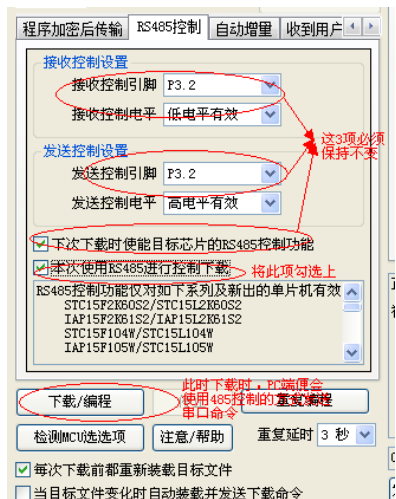 程序加密后传输 RS485控制 自动增量 收到用户
接收控制设置
接收控制引脚 P3.2
接收控制电平 低电平有效
这3项必须
保持不变
发送控制设置
发送控制引脚 P3.2
发送控制电平 高电平有效
下次下载时使能目标芯片的RS485控制功能
本次使用RS485进行控制下载 将此项勾选上
RS485控制功能仅对如下系列及新出的单片机有效
STC15F2K60S2/STC15L2K60S2
IAP15F2K61S2/IAP15L2K61S2
STC15F104W/STC15L104W
IAP15F105W/STC15L105W
此时下载时,PC端便会
使用485控制的
串口命令
下载/编程 重复编程
检测MCU选选项 注意/帮助 重复延时 3 秒
每次下载前都重新装载目标文件
当目标文件变化时自动装载并发送下载命令